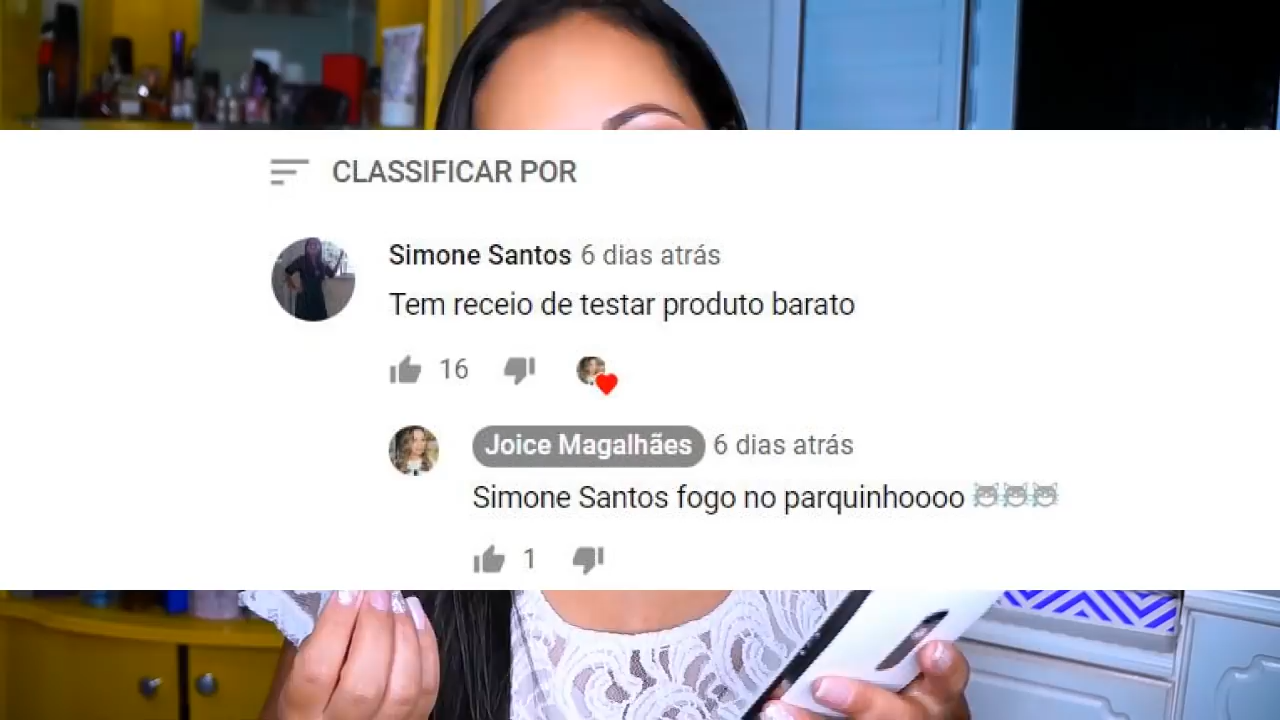 CLASSIFICAR POR
Simone Santos 6 dias atrás
Tem receio de testar produto barato
16
Joice Magalhães 6 dias atrás
Simone Santos fogo no parquinhoooo
1